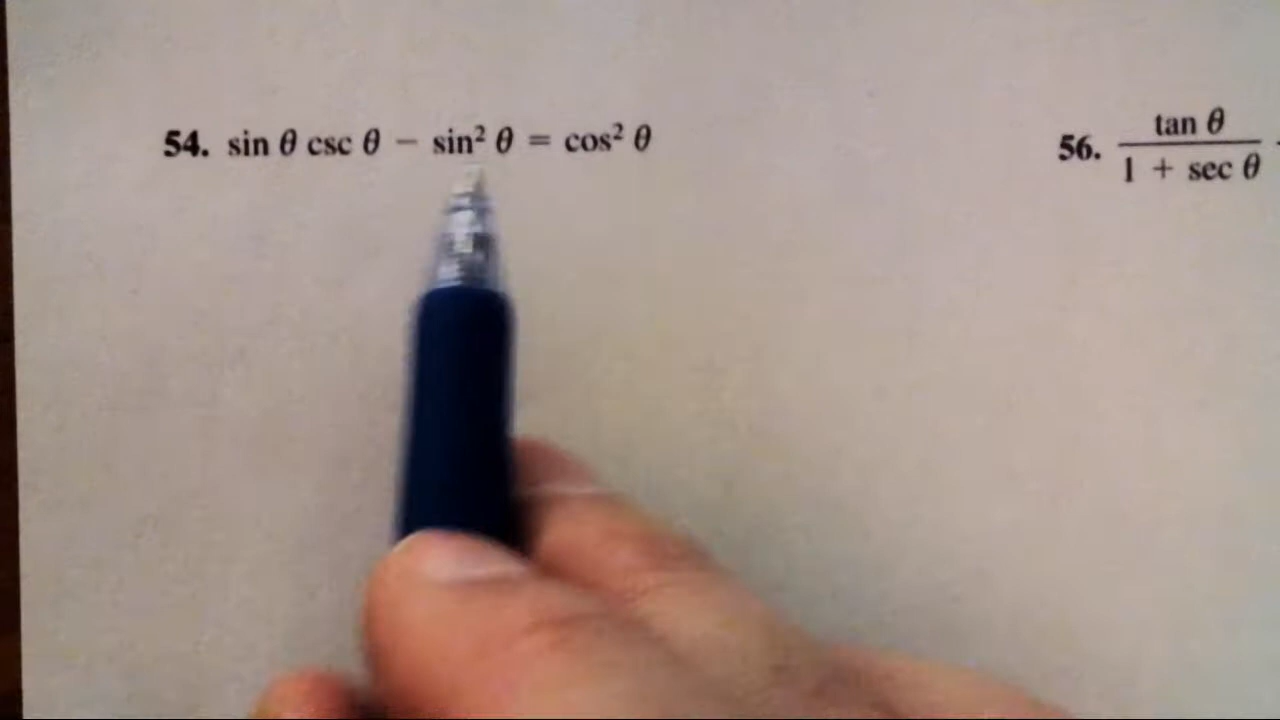 54. sin θ csc θ − sin² θ = cos² θ
56. tan θ
1 + sec θ